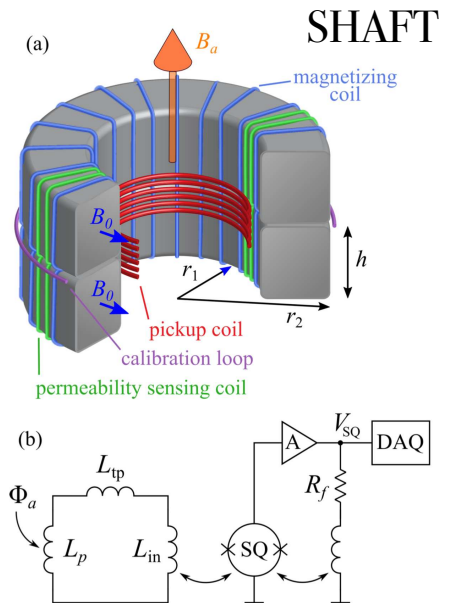 SHAFT
(a)
B_a
magnetizing
coil
B_0
B_0
r_1
h
r_2
pickup coil
calibration loop
permeability sensing coil
(b)
L_tp
Φ_a
L_p
L_in
SQ
A
V_SQ
DAQ
R_f